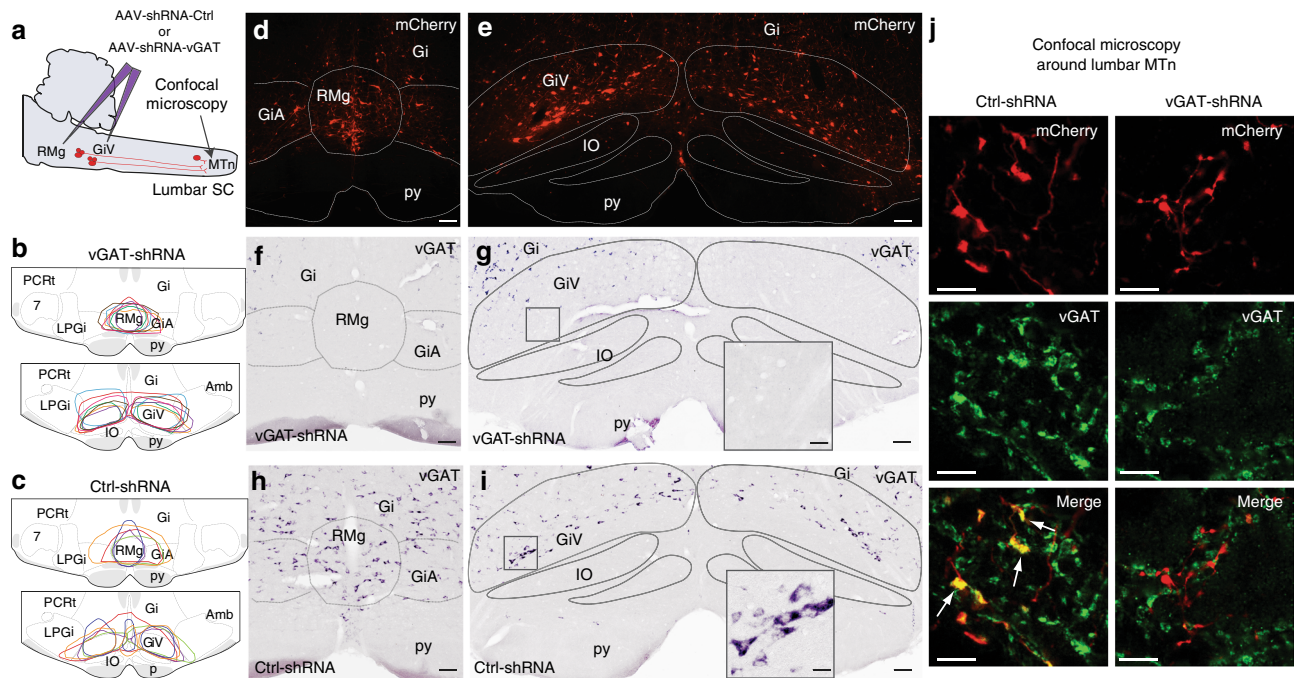 a
AAV-shRNA-Ctrl
or
AAV-shRNA-vGAT
Confocal
microscopy
RMg
GiV
MTn
Lumbar SC
b
vGAT-shRNA
PCRt
Gi
7
RMg
LPGi
GiA
py
PCRt
Gi
Amb
LPGi
GiV
IO
py
c
Ctrl-shRNA
PCRt
Gi
7
RMg
LPGi
GiA
py
PCRt
Gi
Amb
LPGi
GiV
IO
p
d
mCherry
Gi
RMg
GiA
py
e
mCherry
Gi
GiV
IO
py
f
vGAT
Gi
RMg
GiA
py
vGAT-shRNA
g
Gi
vGAT
GiV
IO
py
vGAT-shRNA
h
vGAT
Gi
RMg
GiA
py
Ctrl-shRNA
i
Gi
vGAT
GiV
IO
py
Ctrl-shRNA
j
Confocal microscopy
around lumbar MTn
Ctrl-shRNA
vGAT-shRNA
mCherry
mCherry
vGAT
vGAT
Merge
Merge